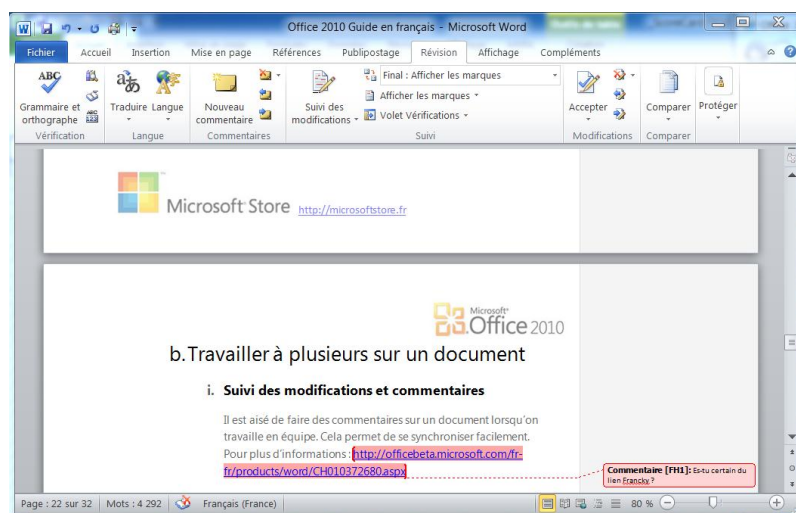 Office 2010 Guide en français - Microsoft Word
Fichier Accueil Insertion Mise en page Références Publipostage Révision Affichage Compléments
ABC
Grammaire et orthographe
Traduire
Langue
Nouveau commentaire
Suivi des modifications
Final : Afficher les marques
Afficher les marques
Volet Vérifications
Accepter
Comparer
Protéger
Vérification Langue Commentaires Suivi Modifications Comparer
Microsoft Store http://microsoftstore.fr
Microsoft
Office 2010
b. Travailler à plusieurs sur un document
i. Suivi des modifications et commentaires
Il est aisé de faire des commentaires sur un document lorsqu'on
travaille en équipe. Cela permet de se synchroniser facilement.
Pour plus d'informations : http://officebeta.microsoft.com/fr-
fr/products/word/CH010372680.aspx
Commentaire [FH1]: Es-tu certain du
lien Francky ?
Page : 22 sur 32 Mots : 4 292 Français (France) 80 %